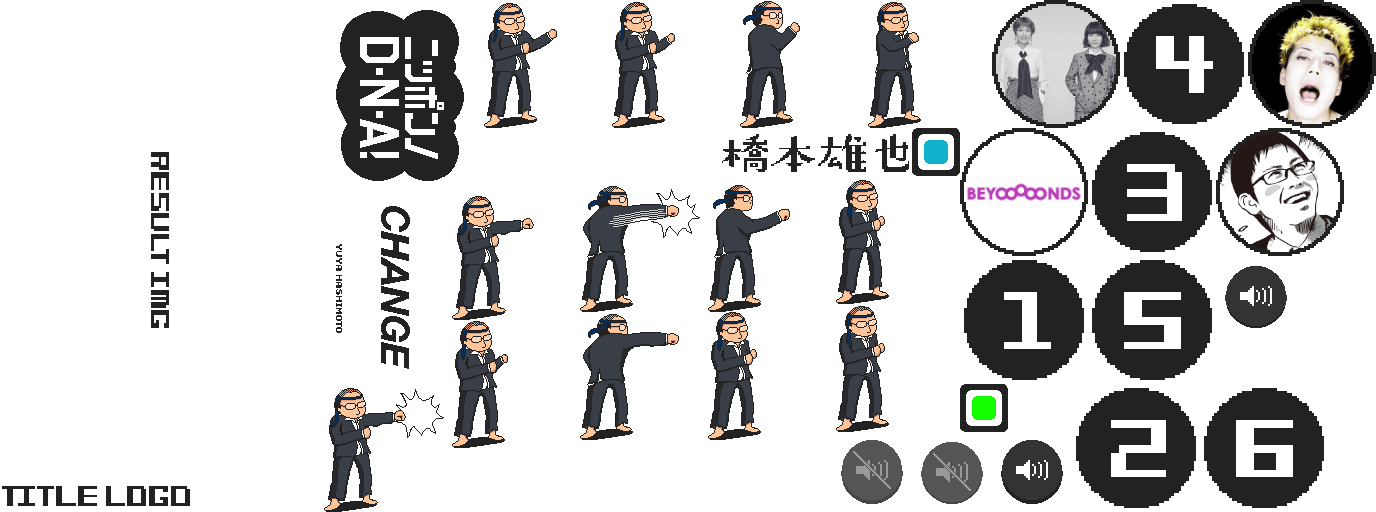 ニッポンノ
D・N・A!
4
橋本雄也
RESULT IMG
BEYOOOOONDS
3
CHANGE
YUYA HASHIMOTO
1
5
2
6
TITLE LOGO